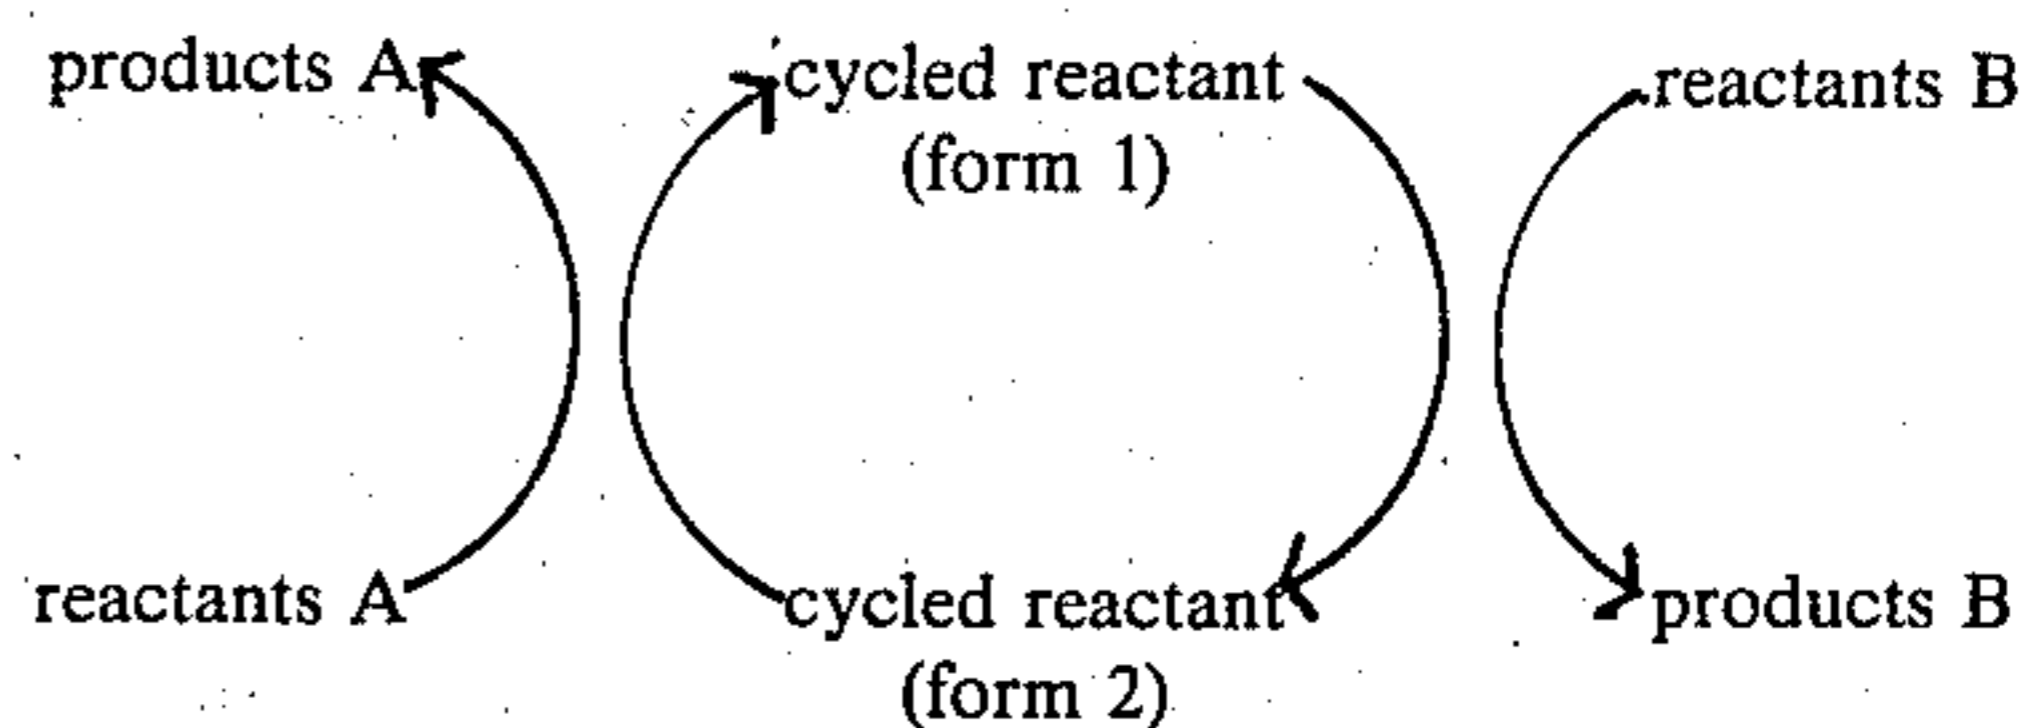 products A
cycled reactant
(form 1)
reactants B
reactants A
cycled reactant
(form 2)
products B